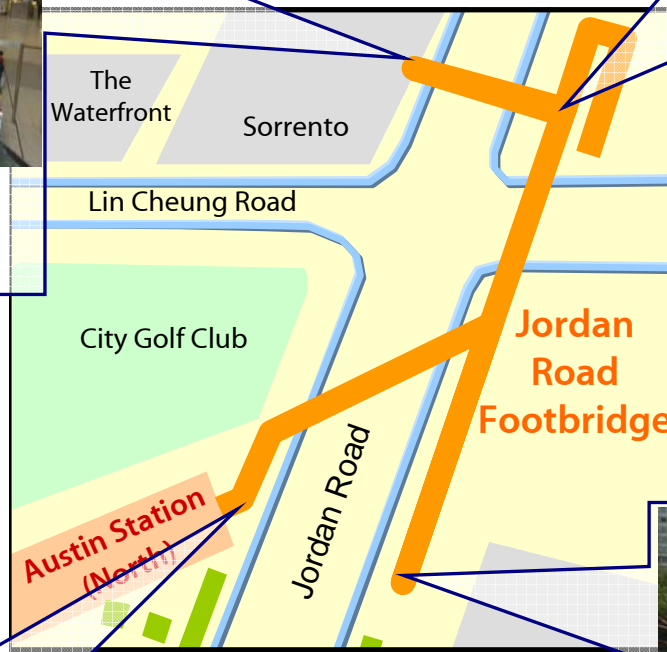 The
Waterfront
Sorrento
Lin Cheung Road
City Golf Club
Jordan
Road
Footbridge
Jordan Road
Austin Station
(North)